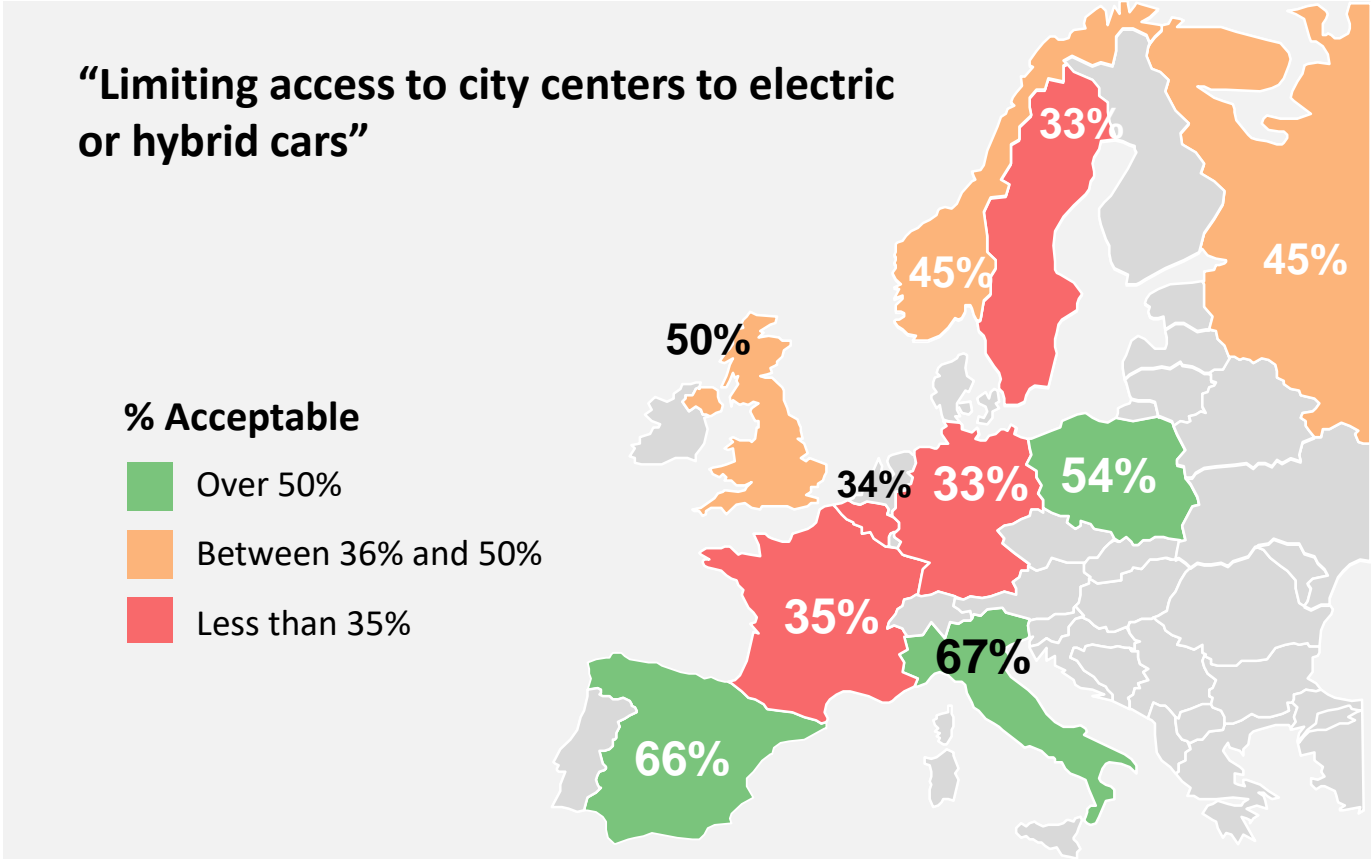 “Limiting access to city centers to electric
or hybrid cars”
33%
45%
45%
50%
% Acceptable
Over 50%
Between 36% and 50%
Less than 35%
34%
33%
54%
35%
67%
66%